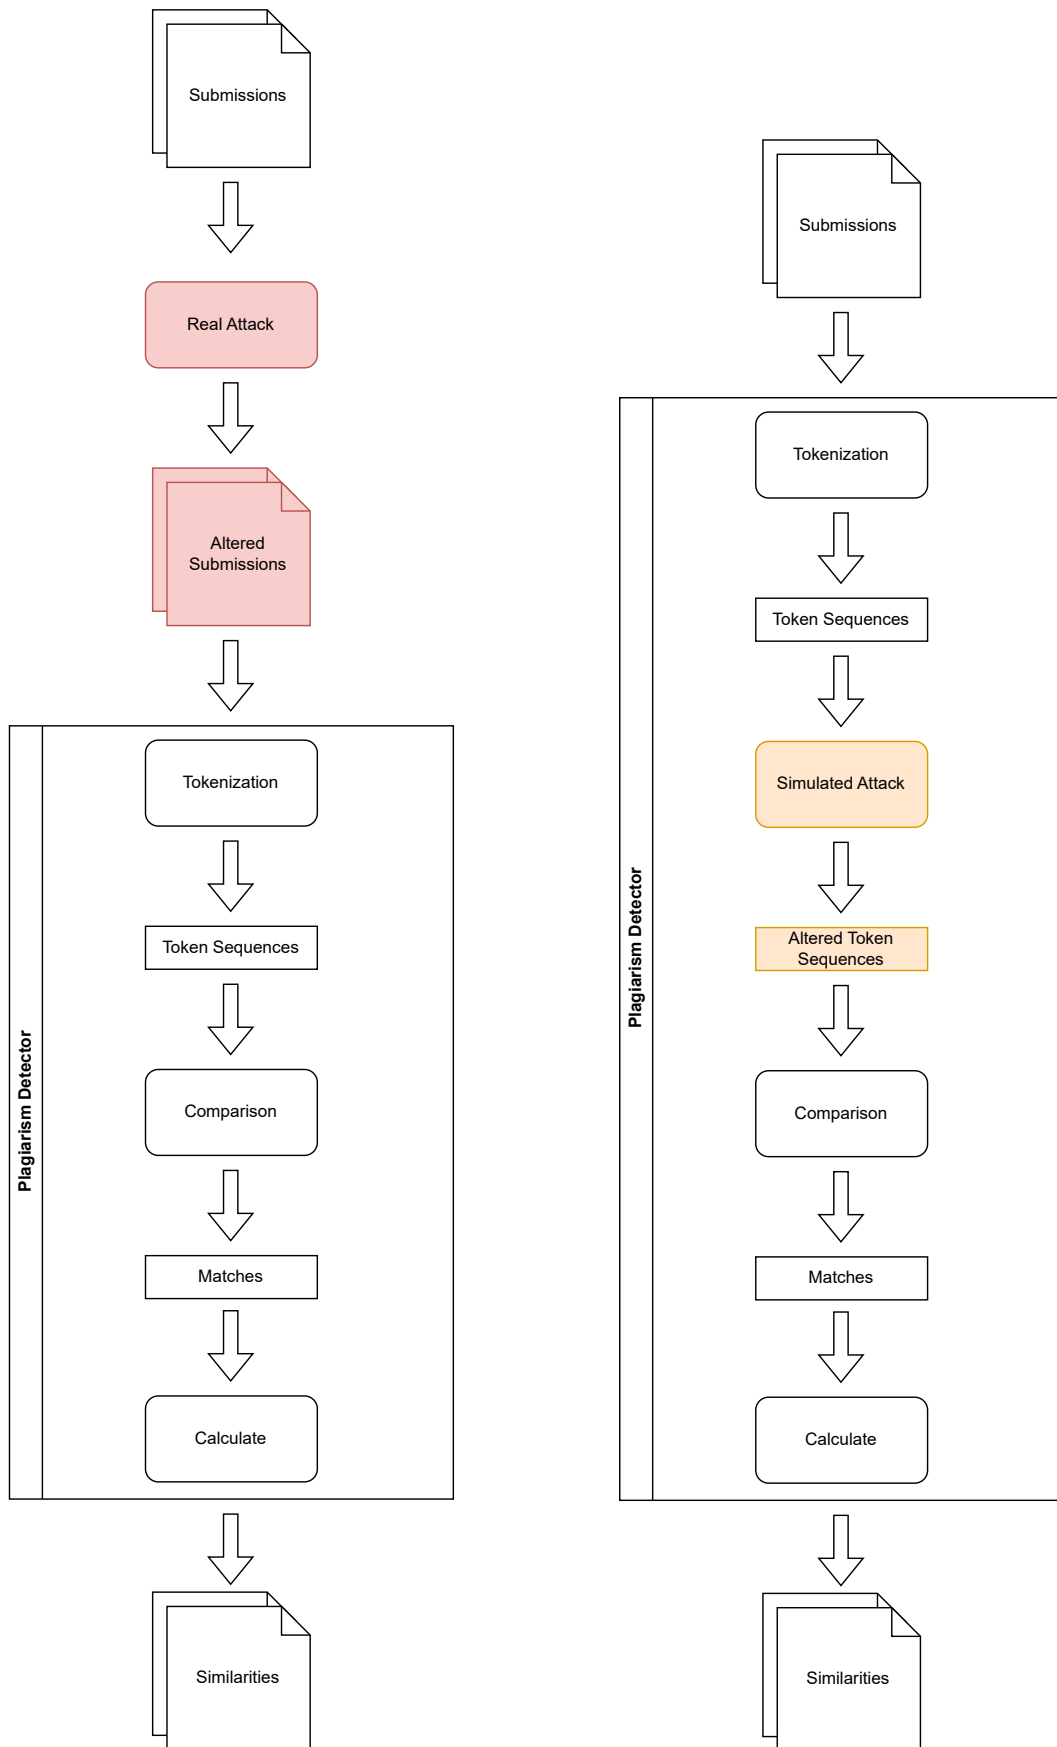 Submissions
Real Attack
Altered
Submissions
Plagiarism Detector
Tokenization
Token Sequences
Comparison
Matches
Calculate
Similarities
Submissions
Plagiarism Detector
Tokenization
Token Sequences
Simulated Attack
Altered Token
Sequences
Comparison
Matches
Calculate
Similarities